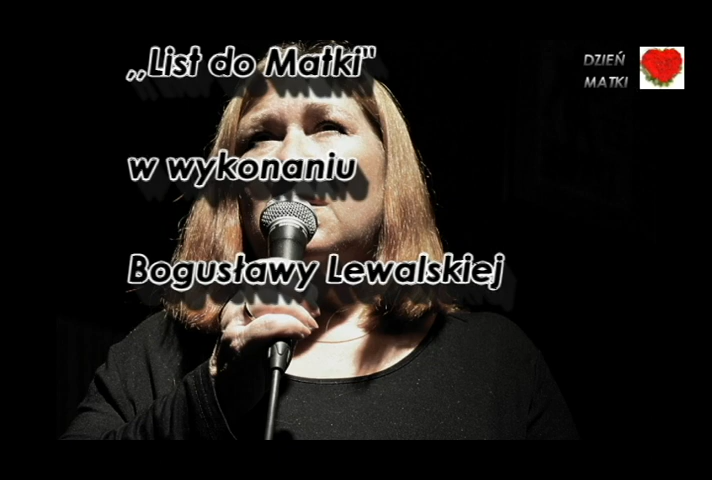 ,,List do Matki"
w wykonaniu
Bogusławy Lewalskiej
DZIEŃ
MATKI